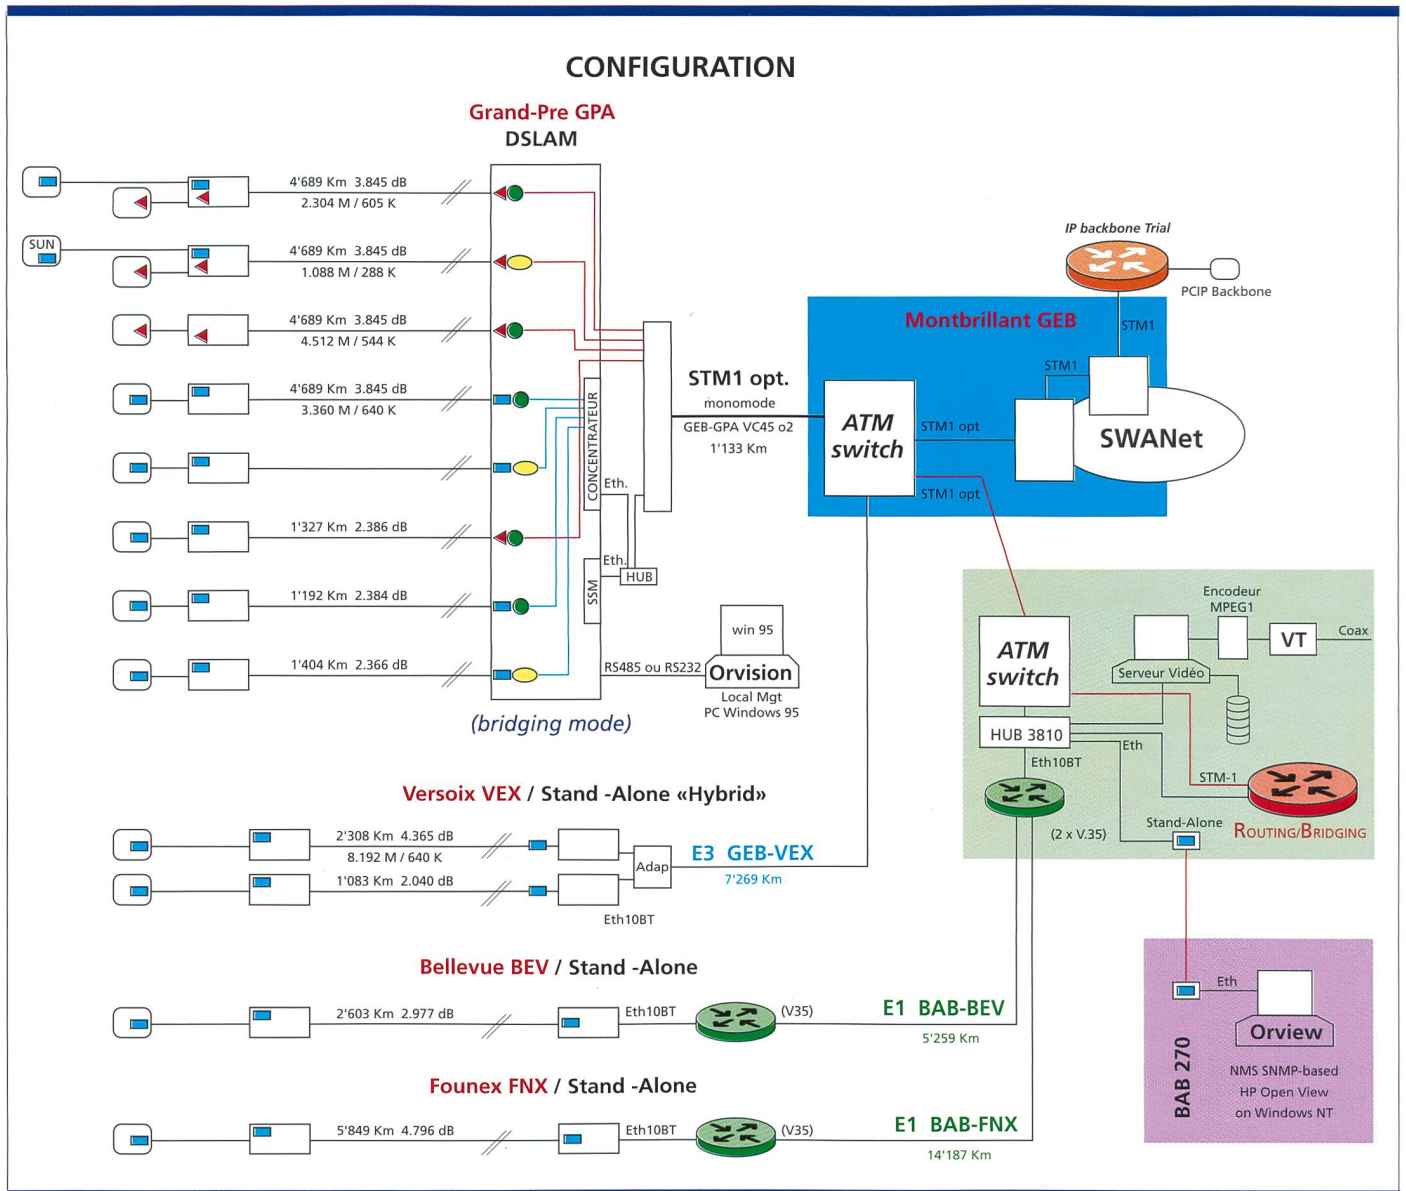 CONFIGURATION
Grand-Pre GPA
DSLAM
4'689 Km 3.845 dB
2.304 M / 605 K
SUN
4'689 Km 3.845 dB
1.088 M / 288 K
4'689 Km 3.845 dB
4.512 M / 544 K
4'689 Km 3.845 dB
3.360 M / 640 K
1'327 Km 2.386 dB
1'192 Km 2.384 dB
1'404 Km 2.366 dB
CONCENTRATEUR
SSM
Eth.
Eth.
HUB
RS485 ou RS232
win 95
Orvision
Local Mgt
PC Windows 95
(bridging mode)
STM1 opt.
monomode
GEB-GPA VC45 o2
1'133 Km
IP backbone Trial
PCIP Backbone
Montbrillant GEB
STM1
STM1
ATM
switch
STM1 opt
STM1 opt
SWANet
Encodeur
MPEG1
VT
Coax
ATM
switch
Serveur Vidéo
HUB 3810
Eth
Eth10BT
STM-1
(2 x V.35)
Stand-Alone
ROUTING/BRIDGING
Versoix VEX / Stand -Alone «Hybrid»
2'308 Km 4.365 dB
8.192 M / 640 K
1'083 Km 2.040 dB
Adap
Eth10BT
E3 GEB-VEX
7'269 Km
Bellevue BEV / Stand -Alone
2'603 Km 2.977 dB
Eth10BT
(V35)
E1 BAB-BEV
5'259 Km
Founex FNX / Stand -Alone
5'849 Km 4.796 dB
Eth10BT
(V35)
E1 BAB-FNX
14'187 Km
BAB 270
Eth
Orview
NMS SNMP-based
HP Open View
on Windows NT